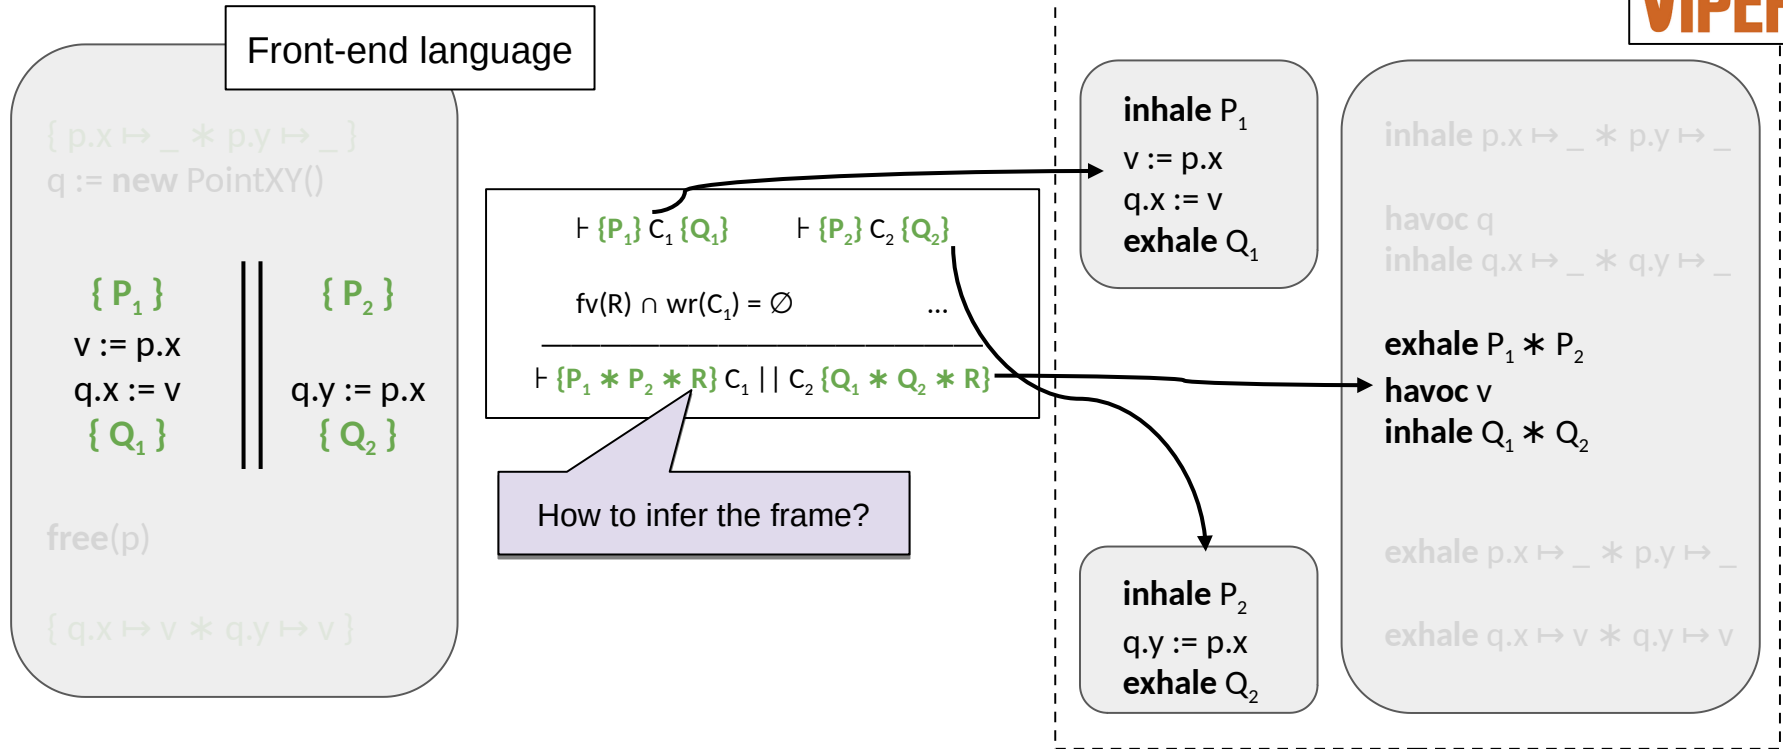 Front-end language
{ p.x ↦ _ ∗ p.y ↦ _ }
q := new PointXY()
{ P₁ }
v := p.x
q.x := v
{ Q₁ }
{ P₂ }
q.y := p.x
{ Q₂ }
free(p)
{ q.x ↦ v ∗ q.y ↦ v }
⊢ {P₁} C₁ {Q₁} ⊢ {P₂} C₂ {Q₂}
fv(R) ∩ wr(C₁) = ∅ ...
⊢ {P₁ ∗ P₂ ∗ R} C₁ || C₂ {Q₁ ∗ Q₂ ∗ R}
How to infer the frame?
inhale P₁
v := p.x
q.x := v
exhale Q₁
inhale P₂
q.y := p.x
exhale Q₂
VIPER
inhale p.x ↦ _ ∗ p.y ↦ _
havoc q
inhale q.x ↦ _ ∗ q.y ↦ _
exhale P₁ ∗ P₂
havoc v
inhale Q₁ ∗ Q₂
exhale p.x ↦ _ ∗ p.y ↦ _
exhale q.x ↦ v ∗ q.y ↦ v